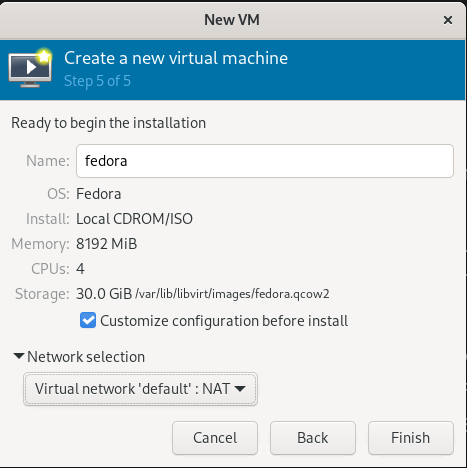 New VM
Create a new virtual machine
Step 5 of 5
Ready to begin the installation
Name: fedora
OS: Fedora
Install: Local CDROM/ISO
Memory: 8192 MiB
CPUs: 4
Storage: 30.0 GiB /var/lib/libvirt/images/fedora.qcow2
Customize configuration before install
Network selection
Virtual network 'default' : NAT
Cancel Back Finish